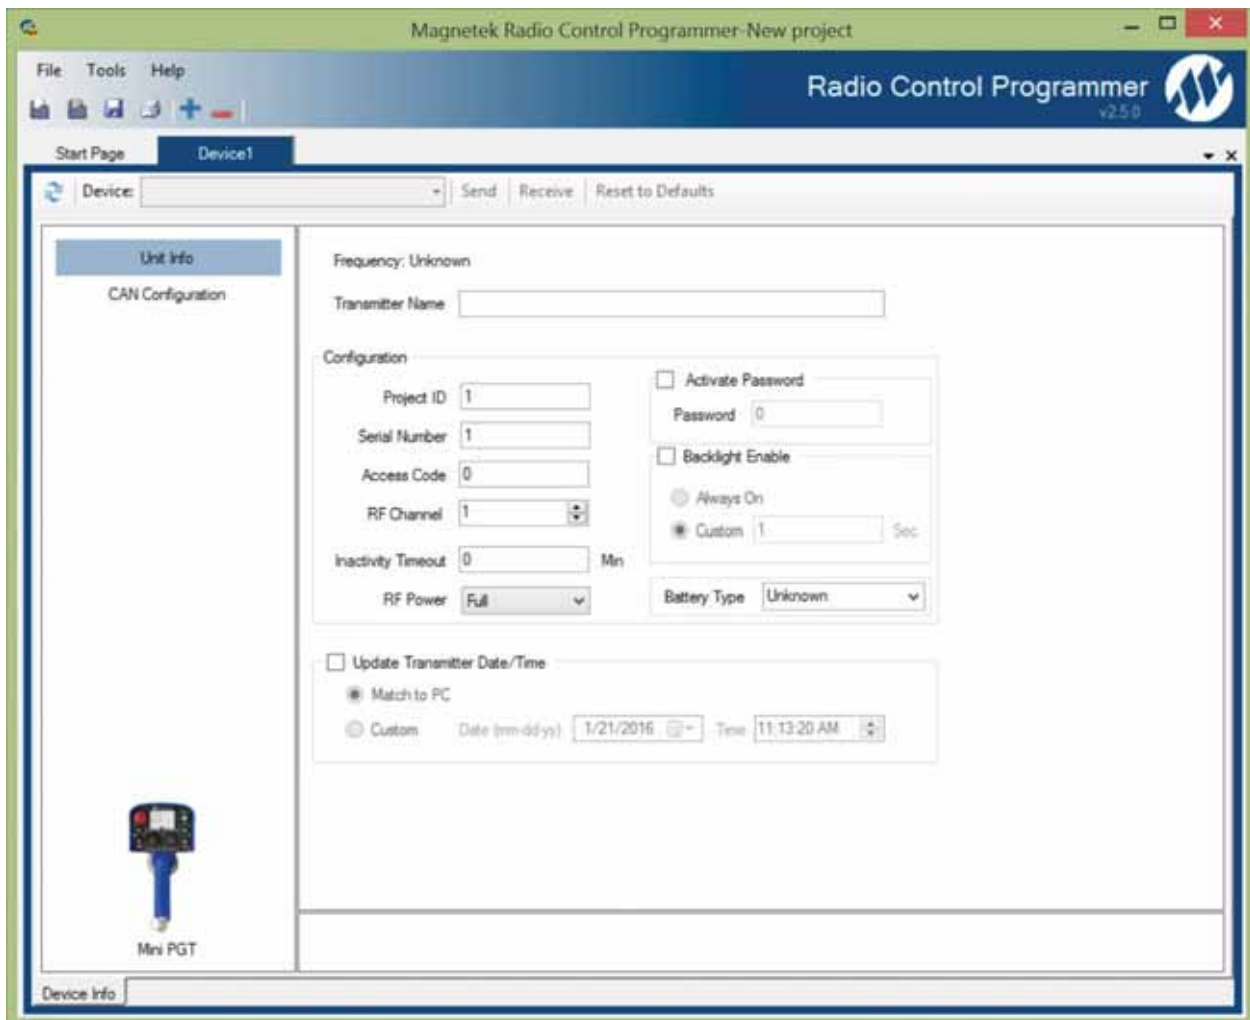 Magnetek Radio Control Programmer-New project
File Tools Help
Radio Control Programmer
v2.5.0
Start Page Device1
Device: Send Receive Reset to Defaults
Unit Info
CAN Configuration
Frequency: Unknown
Transmitter Name
Configuration
Project ID 1
Serial Number 1
Access Code 0
RF Channel 1
Inactivity Timeout 0 Min
RF Power Full
Activate Password
Password 0
Backlight Enable
Always On
Custom 1 Sec
Battery Type Unknown
Update Transmitter Date/Time
Match to PC
Custom Date (mm-dd-yy) 1/21/2016 Time 11:13:20 AM
Mini PGT
Device Info